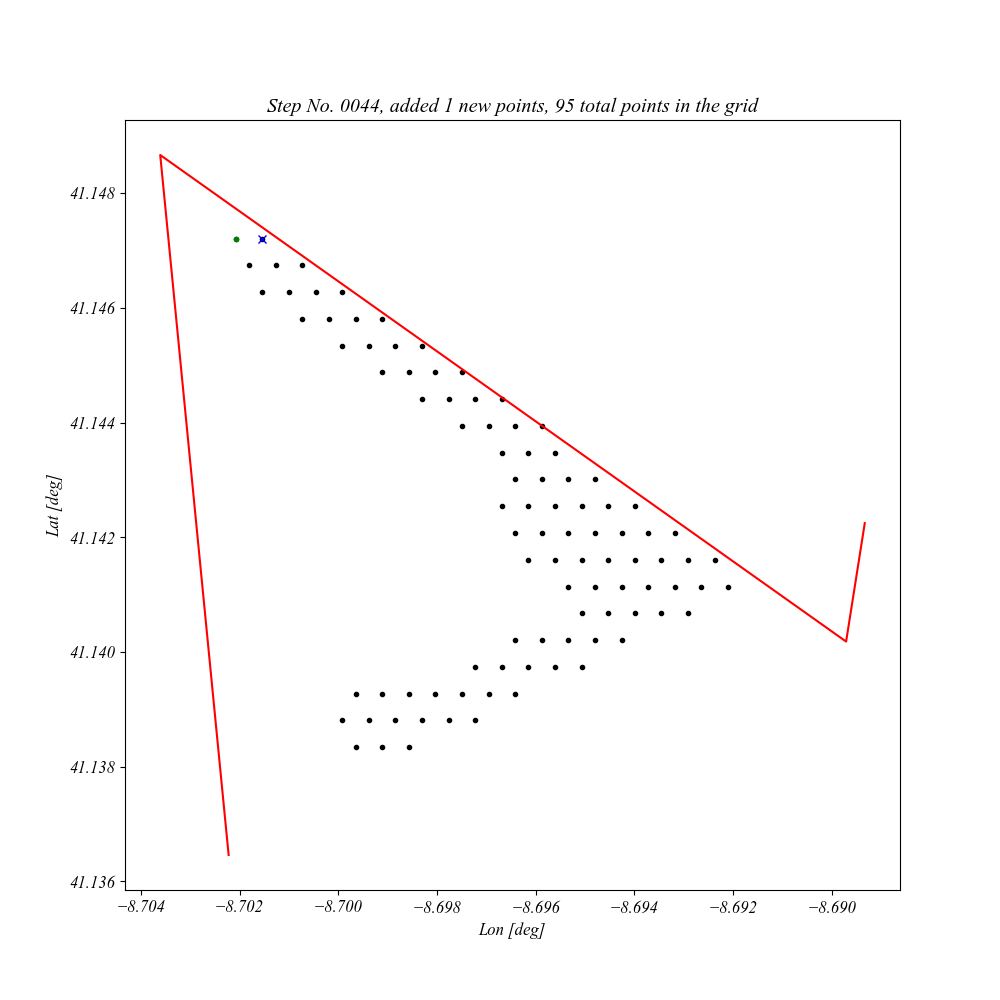 Step No. 0044, added 1 new points, 95 total points in the grid
41.148
41.146
41.144
41.142
41.140
41.138
41.136
Lat [deg]
−8.704 −8.702 −8.700 −8.698 −8.696 −8.694 −8.692 −8.690
Lon [deg]